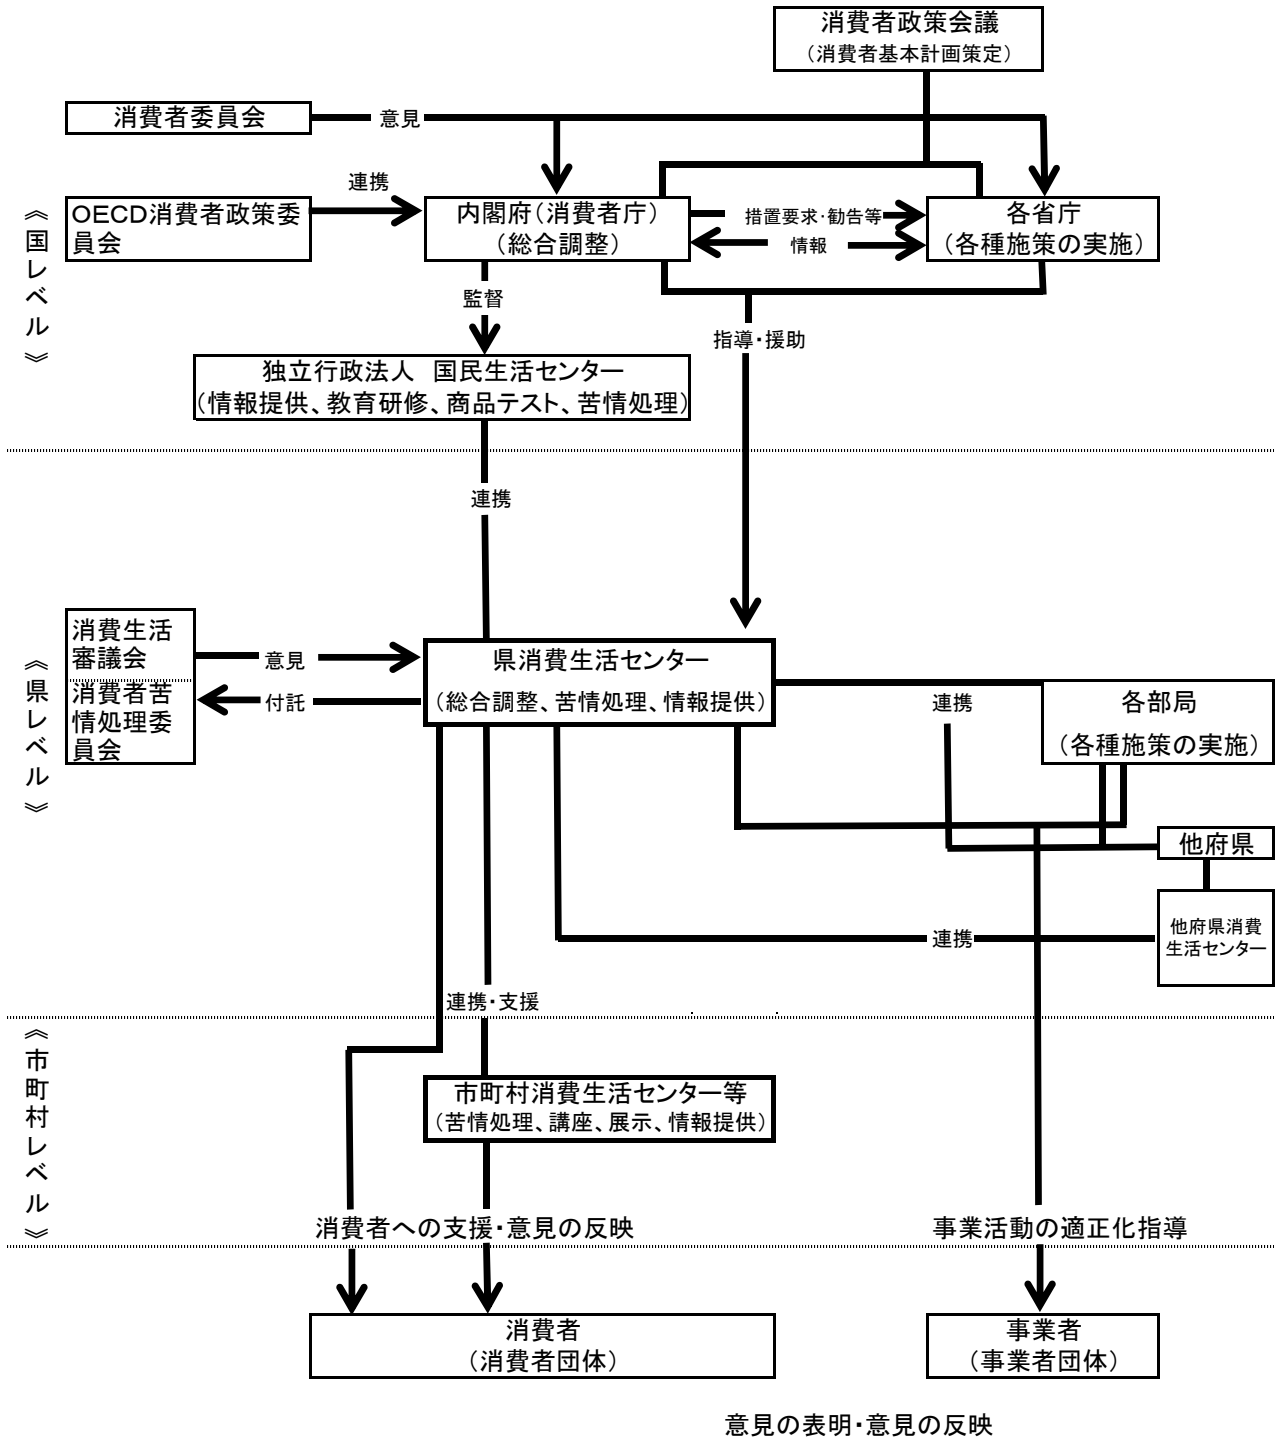 消費者政策会議
（消費者基本計画策定）
消費者委員会
意見
連携
《国レベル》
OECD消費者政策委
員会
内閣府（消費者庁）
（総合調整）
措置要求・勧告等
情報
各省庁
（各種施策の実施）
監督
指導・援助
独立行政法人　国民生活センター
（情報提供、教育研修、商品テスト、苦情処理）
連携
《県レベル》
消費生活
審議会
消費者苦
情処理委
員会
意見
付託
県消費生活センター
（総合調整、苦情処理、情報提供）
連携
各部局
（各種施策の実施）
他府県
他府県消費
生活センター
連携
連携・支援
《市町村レベル》
市町村消費生活センター等
（苦情処理、講座、展示、情報提供）
消費者への支援・意見の反映
事業活動の適正化指導
消費者
（消費者団体）
事業者
（事業者団体）
意見の表明・意見の反映